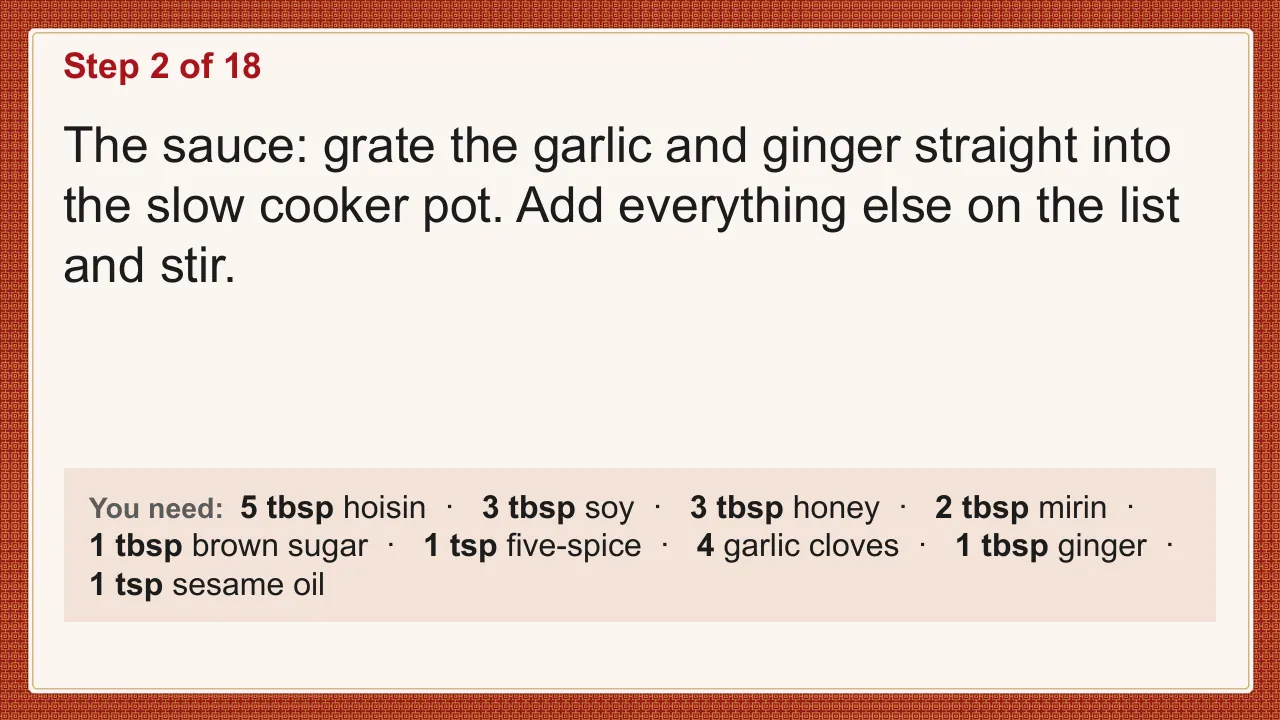 Step 2 of 18
The sauce: grate the garlic and ginger straight into
the slow cooker pot. Add everything else on the list
and stir.
You need: 5 tbsp hoisin · 3 tbsp soy · 3 tbsp honey · 2 tbsp mirin ·
1 tbsp brown sugar · 1 tsp five-spice · 4 garlic cloves · 1 tbsp ginger ·
1 tsp sesame oil